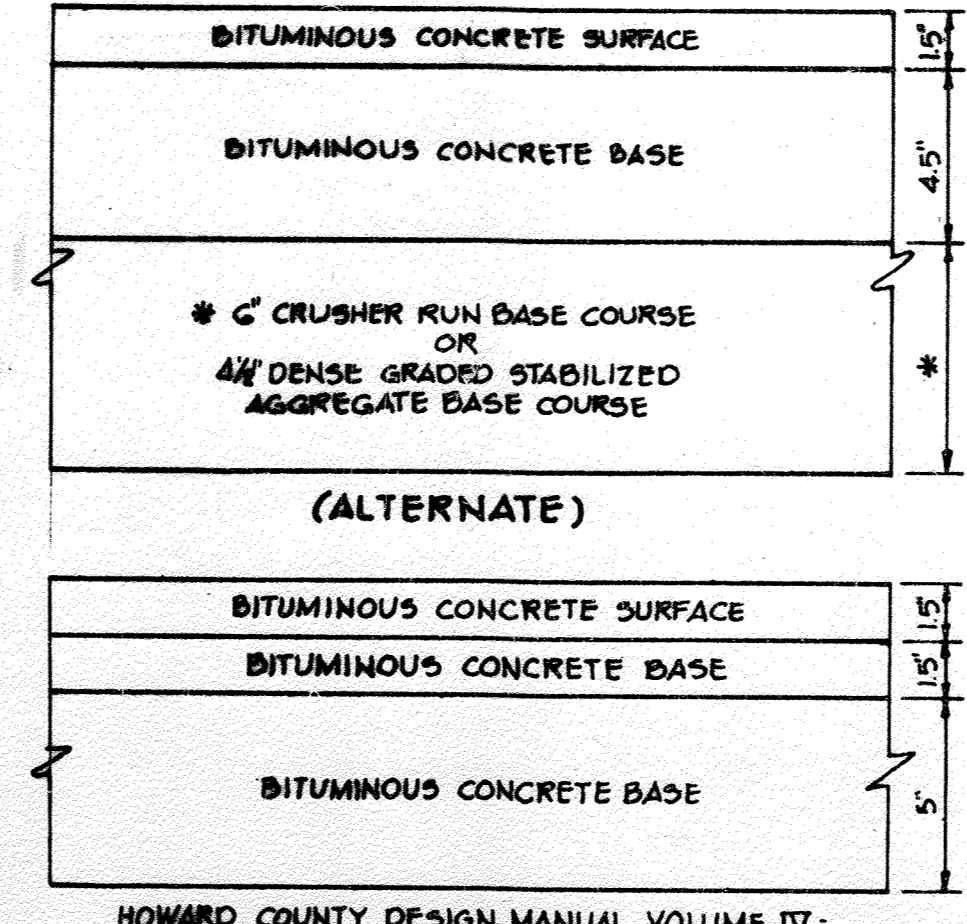 BITUMINOUS CONCRETE SURFACE
1.5"
BITUMINOUS CONCRETE BASE
4.5"
* 6" CRUSHER RUN BASE COURSE
OR
DENSE GRADED STABILIZED
AGGREGATE BASE COURSE
*
(ALTERNATE)
BITUMINOUS CONCRETE SURFACE
1.5"
BITUMINOUS CONCRETE BASE
1.5"
BITUMINOUS CONCRETE BASE
5"
HOWARD COUNTY DESIGN MANUAL VOLUME IV: